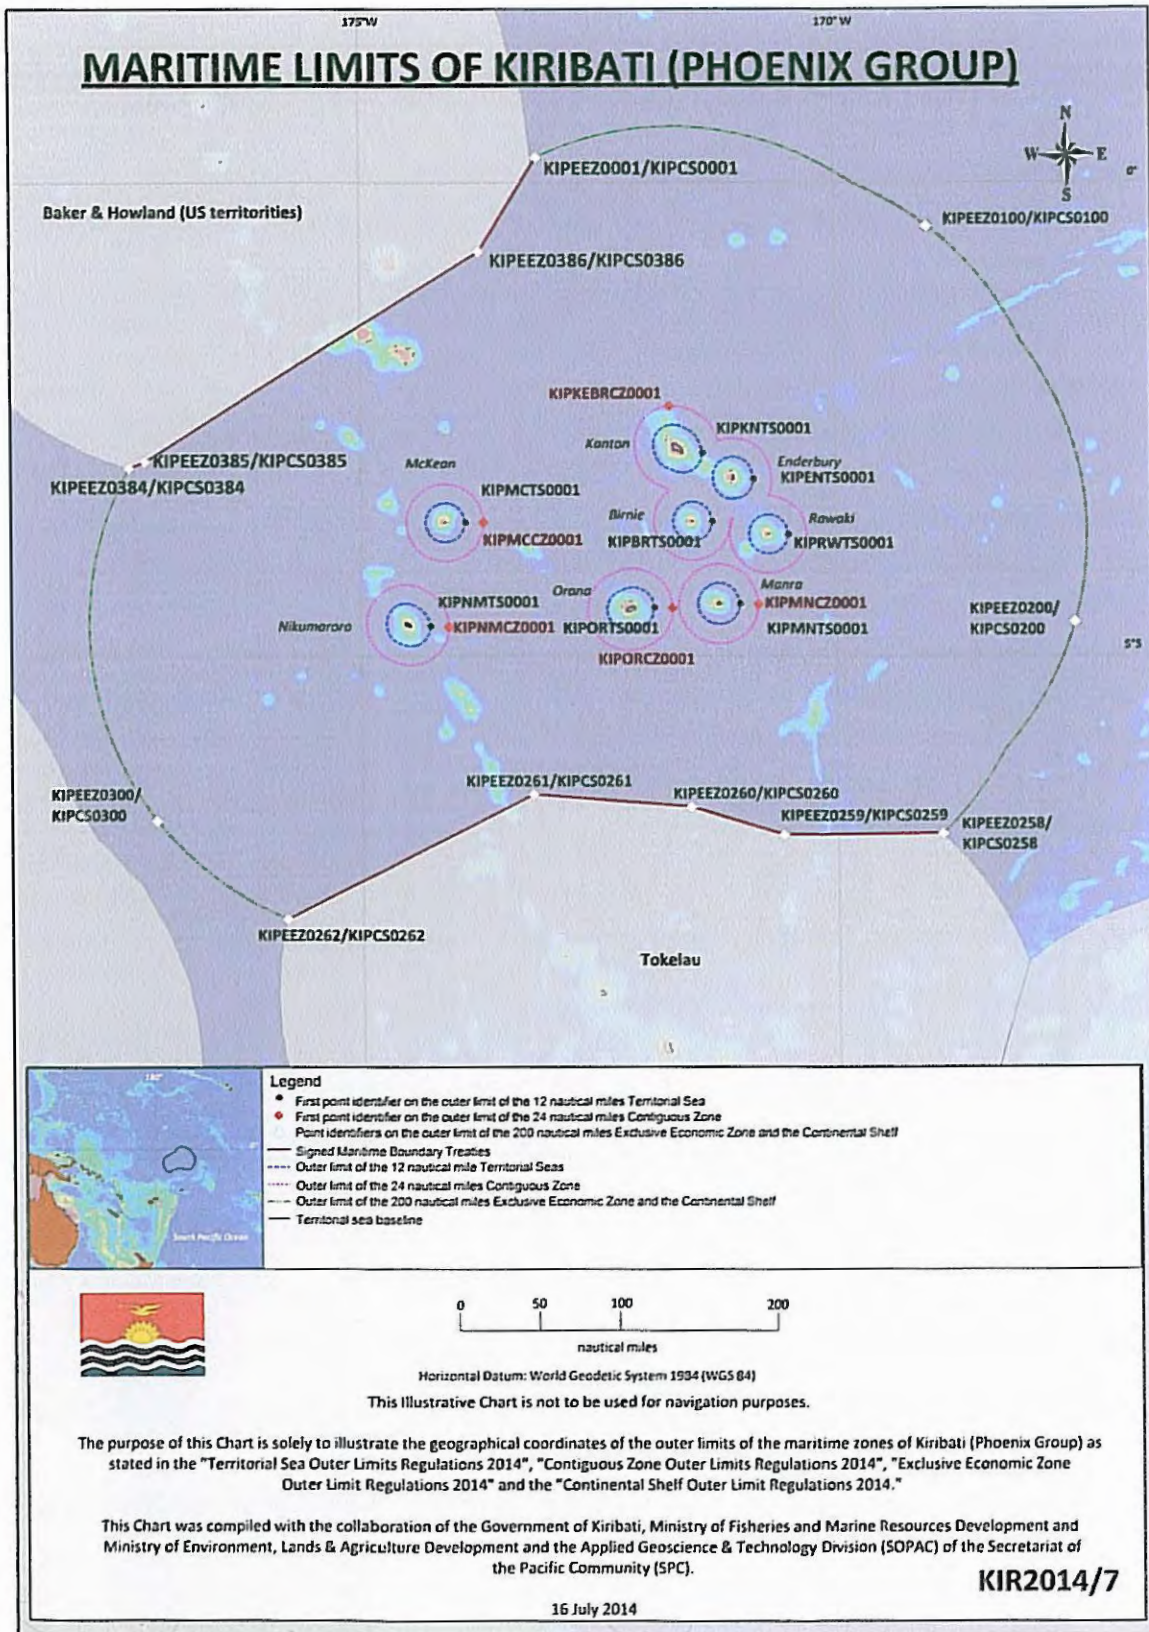 175°W
170° W
MARITIME LIMITS OF KIRIBATI (PHOENIX GROUP)
N
W E
S
0°
KIPEEZ0001/KIPCS0001
KIPEEZ0100/KIPCS0100
Baker & Howland (US territorities)
KIPEEZ0386/KIPCS0386
KIPKEBRCZ0001
KIPKNTS0001
Kanton
Enderbury
KIPENTS0001
KIPEEZ0385/KIPCS0385
KIPEEZ0384/KIPCS0384
McKean
KIPMCTS0001
KIPMCCZ0001
Birnie
KIPBRTS0001
Rawaki
KIPRWTS0001
Orona
Manra
KIPNMTS0001
Nikumaroro
KIPNMCZ0001
KIPORTS0001
KIPMNCZ0001
KIPMNTS0001
KIPORCZ0001
KIPEEZ0200/
KIPCS0200
5°S
KIPEEZ0261/KIPCS0261
KIPEEZ0260/KIPCS0260
KIPEEZ0259/KIPCS0259
KIPEEZ0258/
KIPCS0258
KIPEEZ0300/
KIPCS0300
KIPEEZ0262/KIPCS0262
Tokelau
180°
South Pacific Ocean
Legend
First point identifier on the outer limit of the 12 nautical miles Territorial Sea
First point identifier on the outer limit of the 24 nautical miles Contiguous Zone
Point identifiers on the outer limit of the 200 nautical miles Exclusive Economic Zone and the Continental Shelf
Signed Maritime Boundary Treaties
Outer limit of the 12 nautical mile Territorial Seas
Outer limit of the 24 nautical miles Contiguous Zone
Outer limit of the 200 nautical miles Exclusive Economic Zone and the Continental Shelf
Territorial sea baseline
0 50 100 200
nautical miles
Horizontal Datum: World Geodetic System 1984 (WGS 84)
This Illustrative Chart is not to be used for navigation purposes.
The purpose of this Chart is solely to illustrate the geographical coordinates of the outer limits of the maritime zones of Kiribati (Phoenix Group) as
stated in the "Territorial Sea Outer Limits Regulations 2014", "Contiguous Zone Outer Limits Regulations 2014", "Exclusive Economic Zone
Outer Limit Regulations 2014" and the "Continental Shelf Outer Limit Regulations 2014."
This Chart was compiled with the collaboration of the Government of Kiribati, Ministry of Fisheries and Marine Resources Development and
Ministry of Environment, Lands & Agriculture Development and the Applied Geoscience & Technology Division (SOPAC) of the Secretariat of
the Pacific Community (SPC).
KIR2014/7
16 July 2014